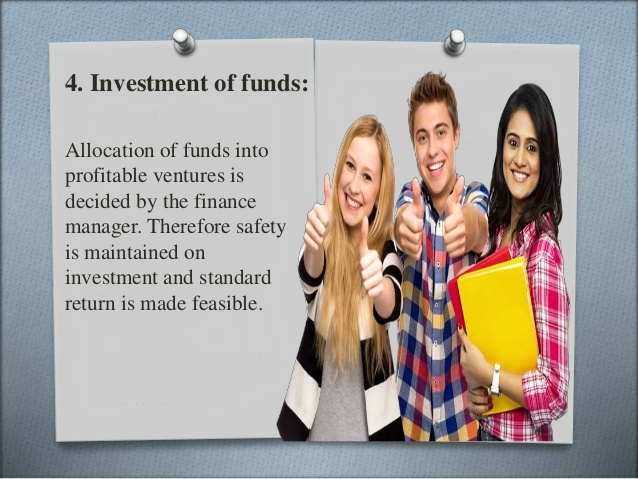 4. Investment of funds:
Allocation of funds into
profitable ventures is
decided by the finance
manager. Therefore safety
is maintained on
investment and standard
return is made feasible.